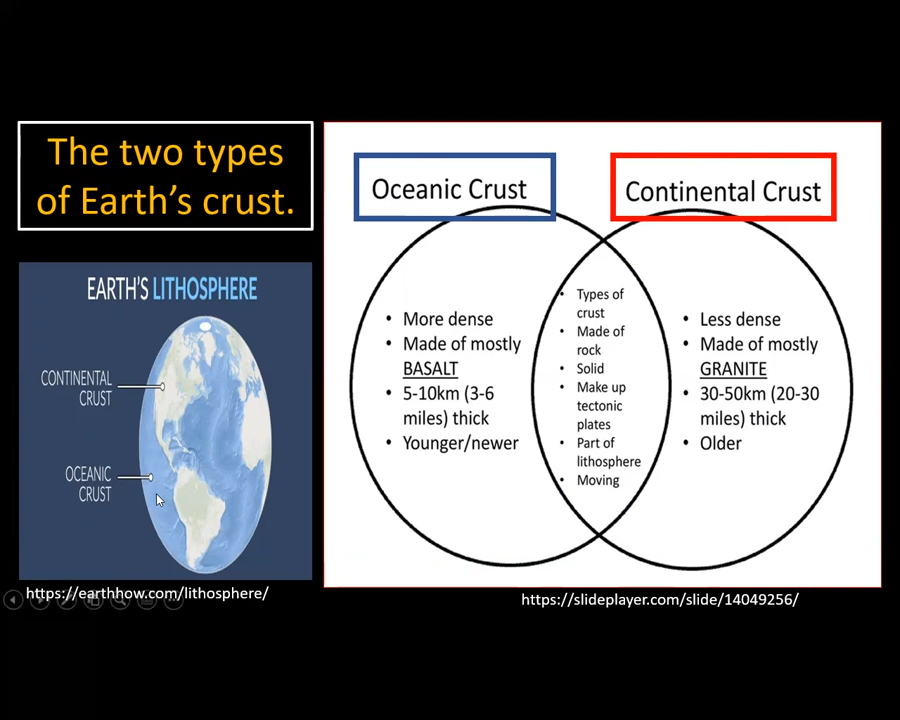 The two types
of Earth's crust.
EARTH'S LITHOSPHERE
CONTINENTAL
CRUST
OCEANIC
CRUST
https://earthhow.com/lithosphere/
Oceanic Crust
Continental Crust
• More dense
• Made of mostly
BASALT
• 5-10km (3-6
miles) thick
• Younger/newer
• Types of
crust
• Made of
rock
• Solid
• Make up
tectonic
plates
• Part of
lithosphere
• Moving
• Less dense
• Made of mostly
GRANITE
• 30-50km (20-30
miles) thick
• Older
https://slideplayer.com/slide/14049256/